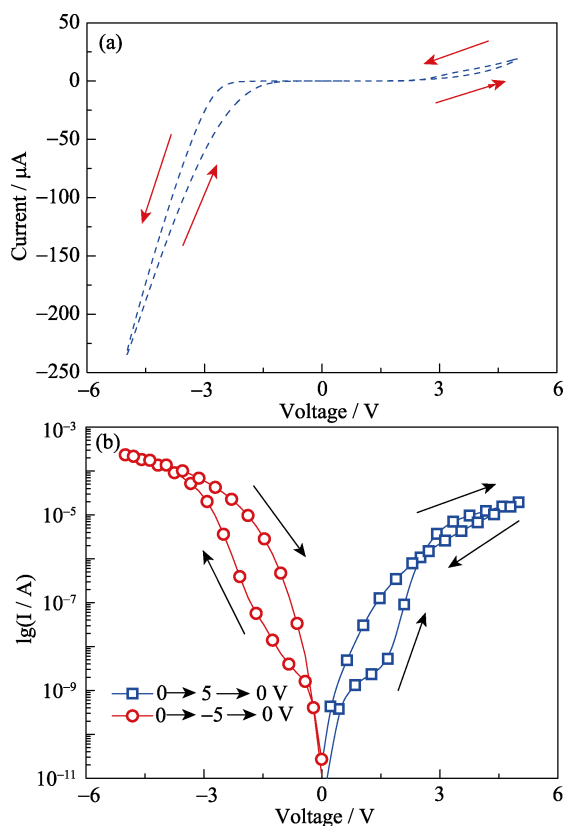 (a)
50
0
−50
−100
−150
−200
−250
Current / μA
−6 −3 0 3 6
Voltage / V
(b)
10⁻³
10⁻⁵
10⁻⁷
10⁻⁹
10⁻¹¹
lg(I / A)
0→ 5→0 V
0→ −5→0 V
−6 −3 0 3 6
Voltage / V